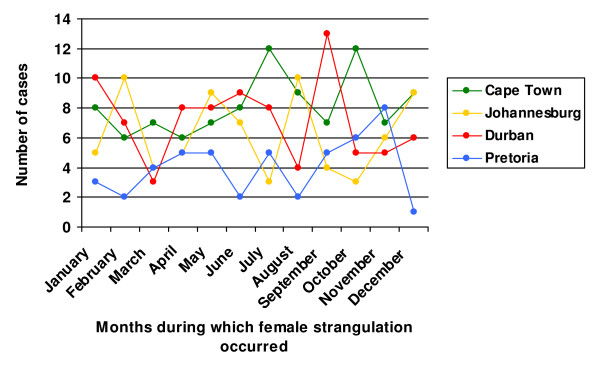 14
12
10
8
6
4
2
0
Number of cases
January
February
March
April
May
June
July
August
September
October
November
December
Months during which female strangulation
occurred
Cape Town
Johannesburg
Durban
Pretoria